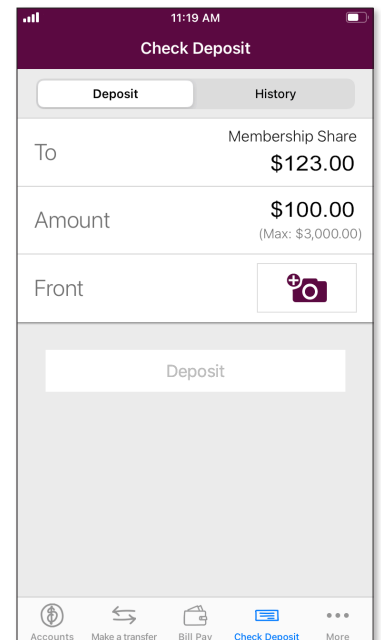 11:19 AM
Check Deposit
Deposit History
To Membership Share
$123.00
Amount $100.00
(Max: $3,000.00)
Front
Deposit
Accounts Make a transfer Bill Pay Check Deposit More